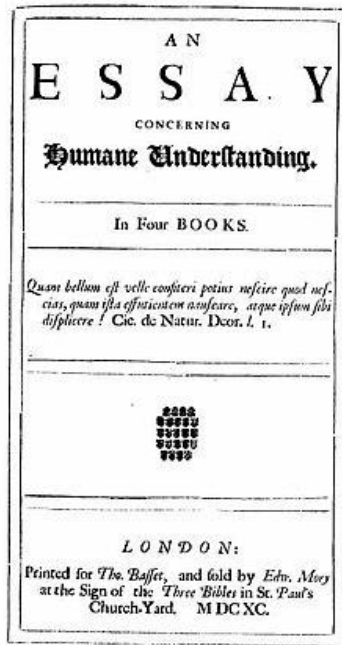 AN
ESSAY
CONCERNING
Humane Understanding.
In Four BOOKS.
Quam bellum est velle confiteri potius nescire quod nes-
cias, quam ista effutientem nauseare, atque ipsum sibi
displicere! Cic. de Natur. Deor. l. 1.
LONDON:
Printed for Tho. Basset, and sold by Edw. Mory
at the Sign of the Three Bibles in St. Paul's
Church-Yard. MDCXC.